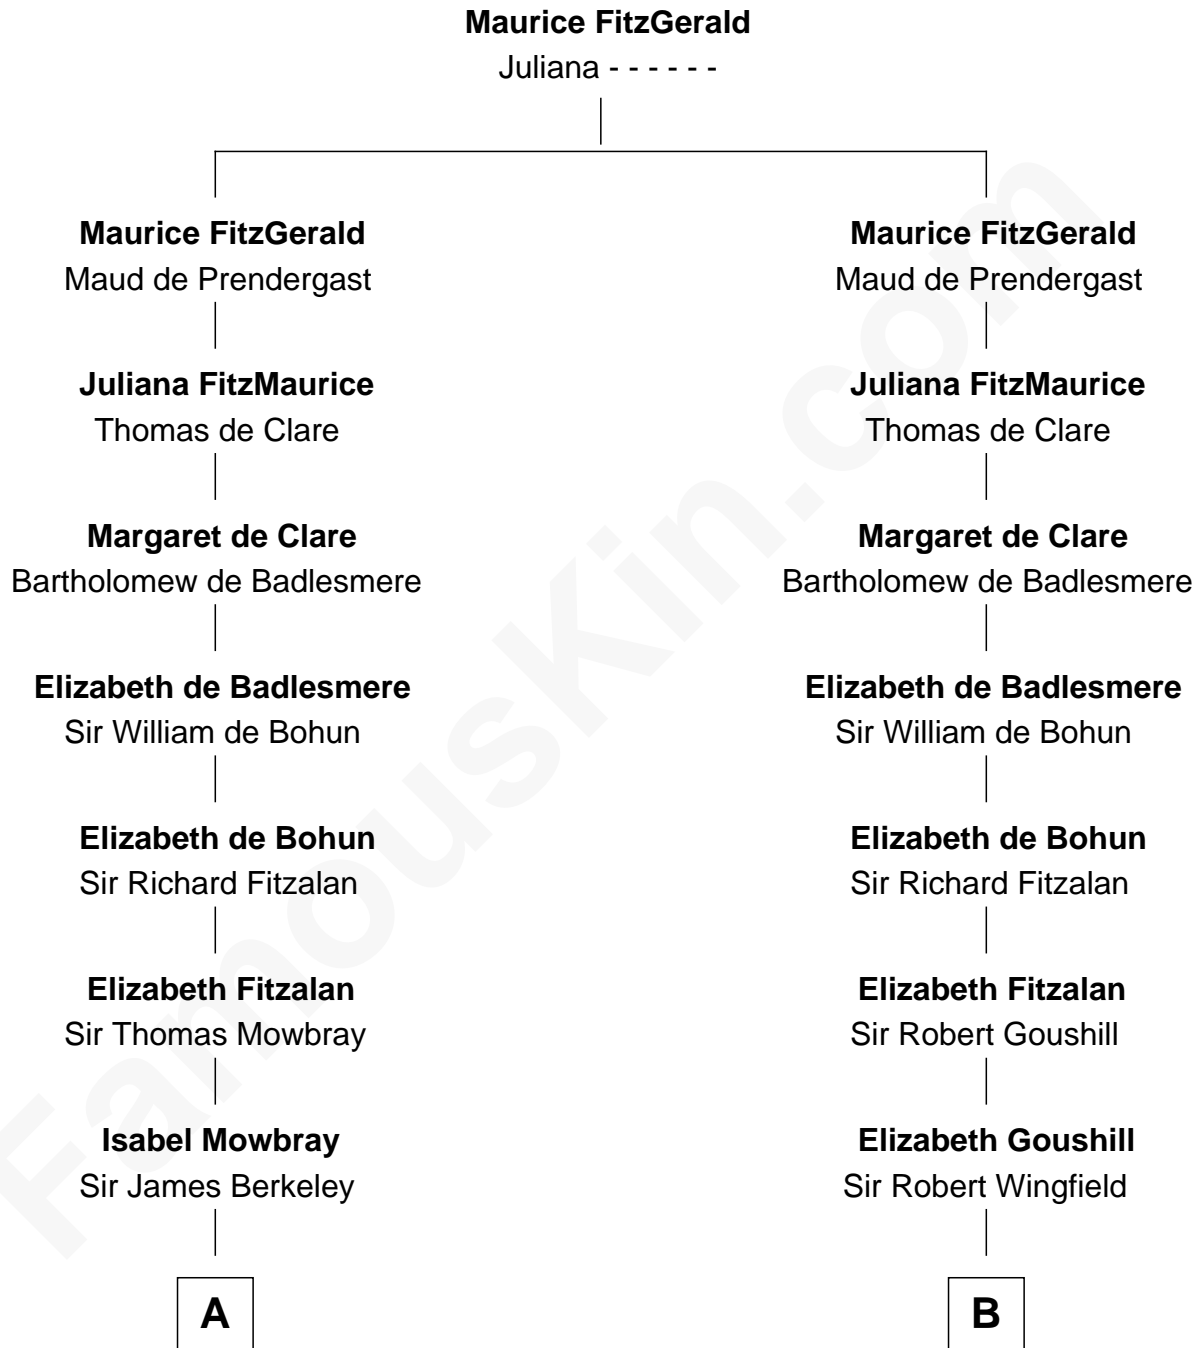 Maurice FitzGerald
Juliana - - - - - -
Maurice FitzGerald
Maud de Prendergast
Juliana FitzMaurice
Thomas de Clare
Margaret de Clare
Bartholomew de Badlesmere
Elizabeth de Badlesmere
Sir William de Bohun
Elizabeth de Bohun
Sir Richard Fitzalan
Elizabeth Fitzalan
Sir Thomas Mowbray
Isabel Mowbray
Sir James Berkeley
A
Maurice FitzGerald
Maud de Prendergast
Juliana FitzMaurice
Thomas de Clare
Margaret de Clare
Bartholomew de Badlesmere
Elizabeth de Badlesmere
Sir William de Bohun
Elizabeth de Bohun
Sir Richard Fitzalan
Elizabeth Fitzalan
Sir Robert Goushill
Elizabeth Goushill
Sir Robert Wingfield
B
FamousKin.com